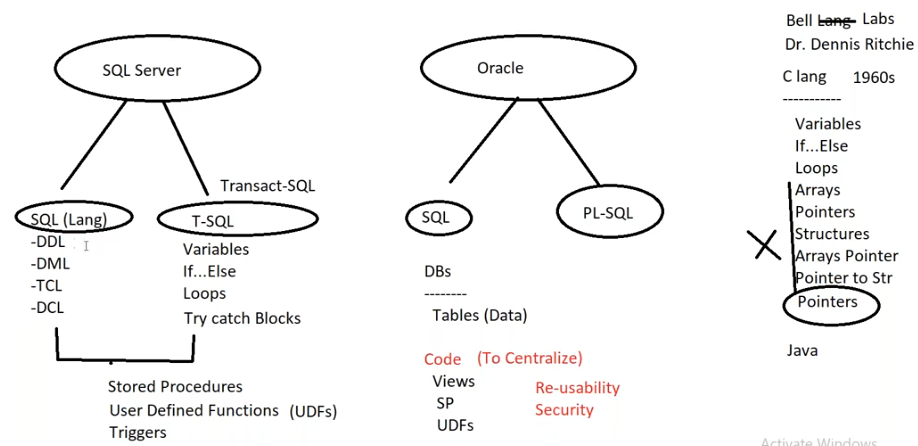 SQL Server
Transact-SQL
SQL (Lang)
-DDL
-DML
-TCL
-DCL
T-SQL
Variables
If...Else
Loops
Try catch Blocks
Stored Procedures
User Defined Functions (UDFs)
Triggers
Oracle
SQL
PL-SQL
DBs
--------
Tables (Data)
Code (To Centralize)
Views
SP
UDFs
Re-usability
Security
Bell Lang Labs
Dr. Dennis Ritchie
C lang 1960s
-----------
Variables
If...Else
Loops
Arrays
Pointers
Structures
Arrays Pointer
Pointer to Str
Pointers
Java
Activate Windows